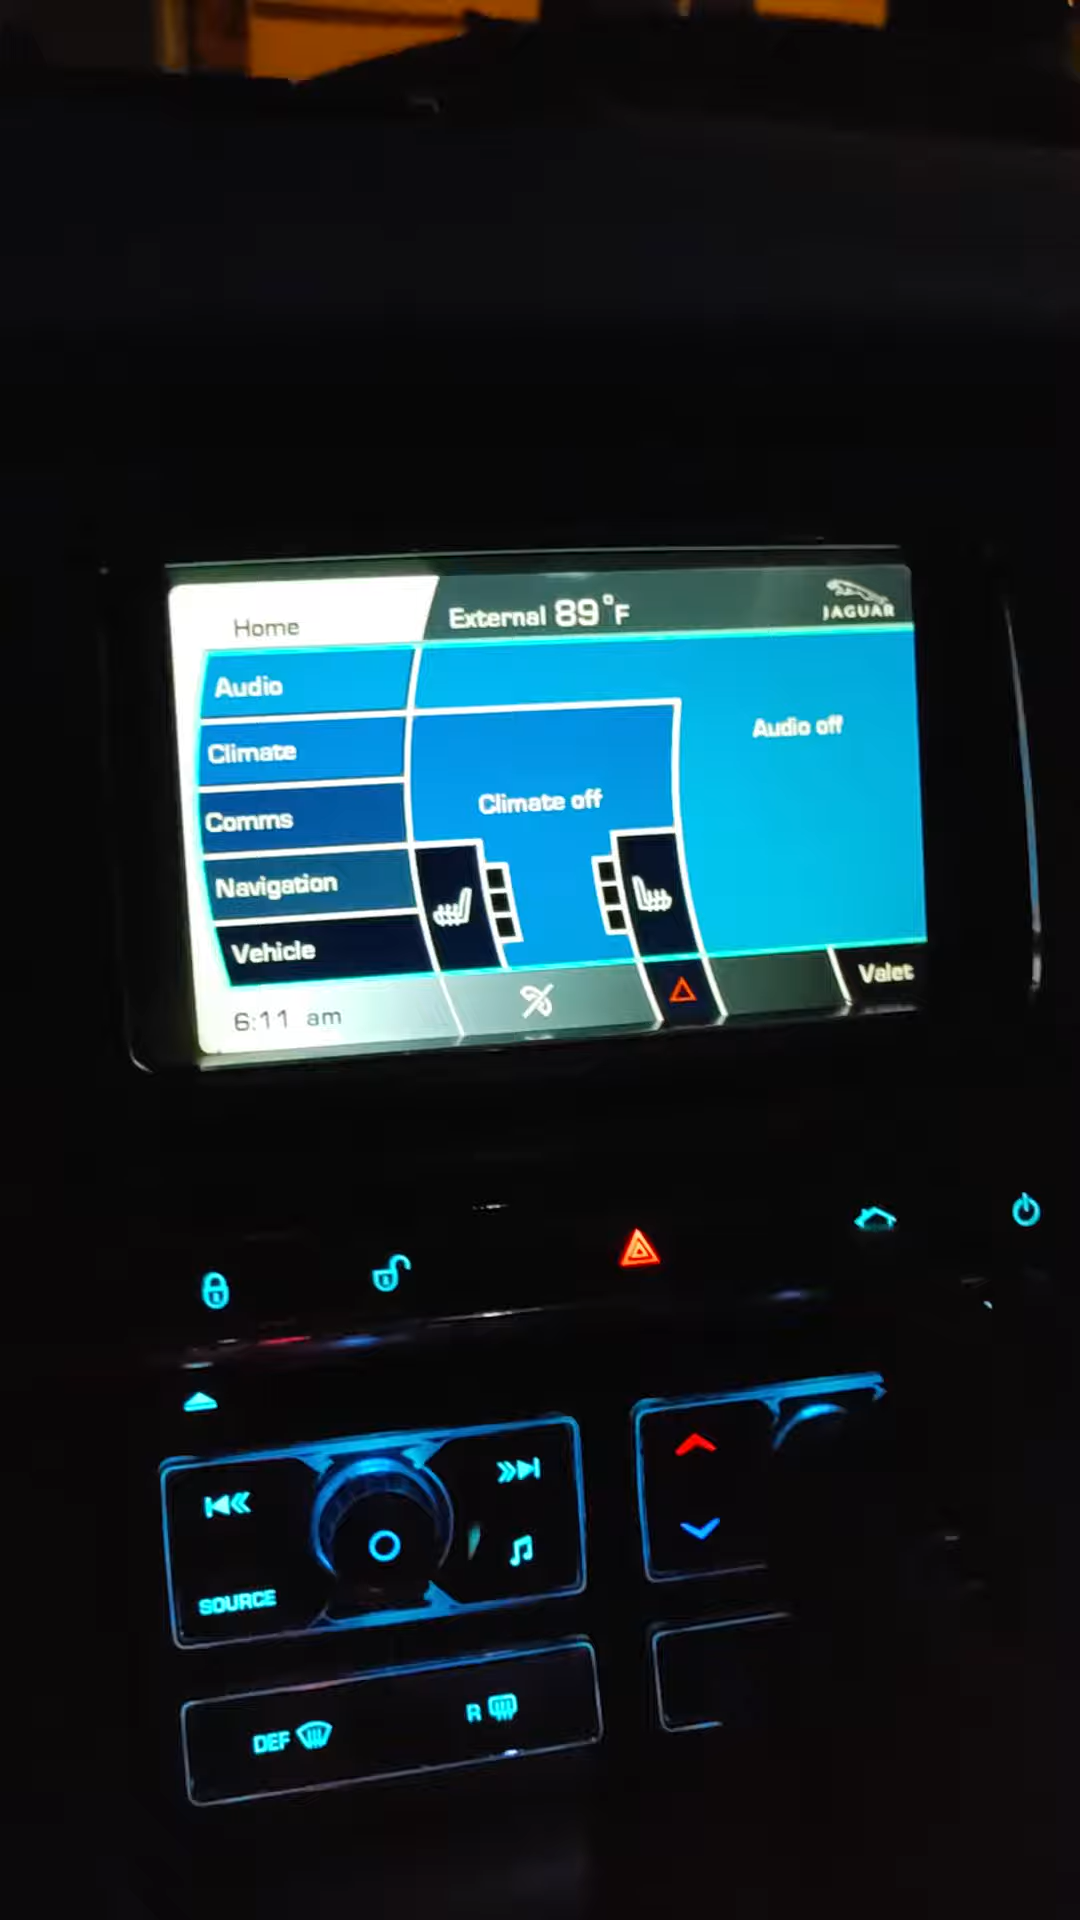 Home
External 89°F
JAGUAR
Audio
Climate
Comms
Navigation
Vehicle
Climate off
Audio off
6:11 am
Valet
SOURCE
DEF
R